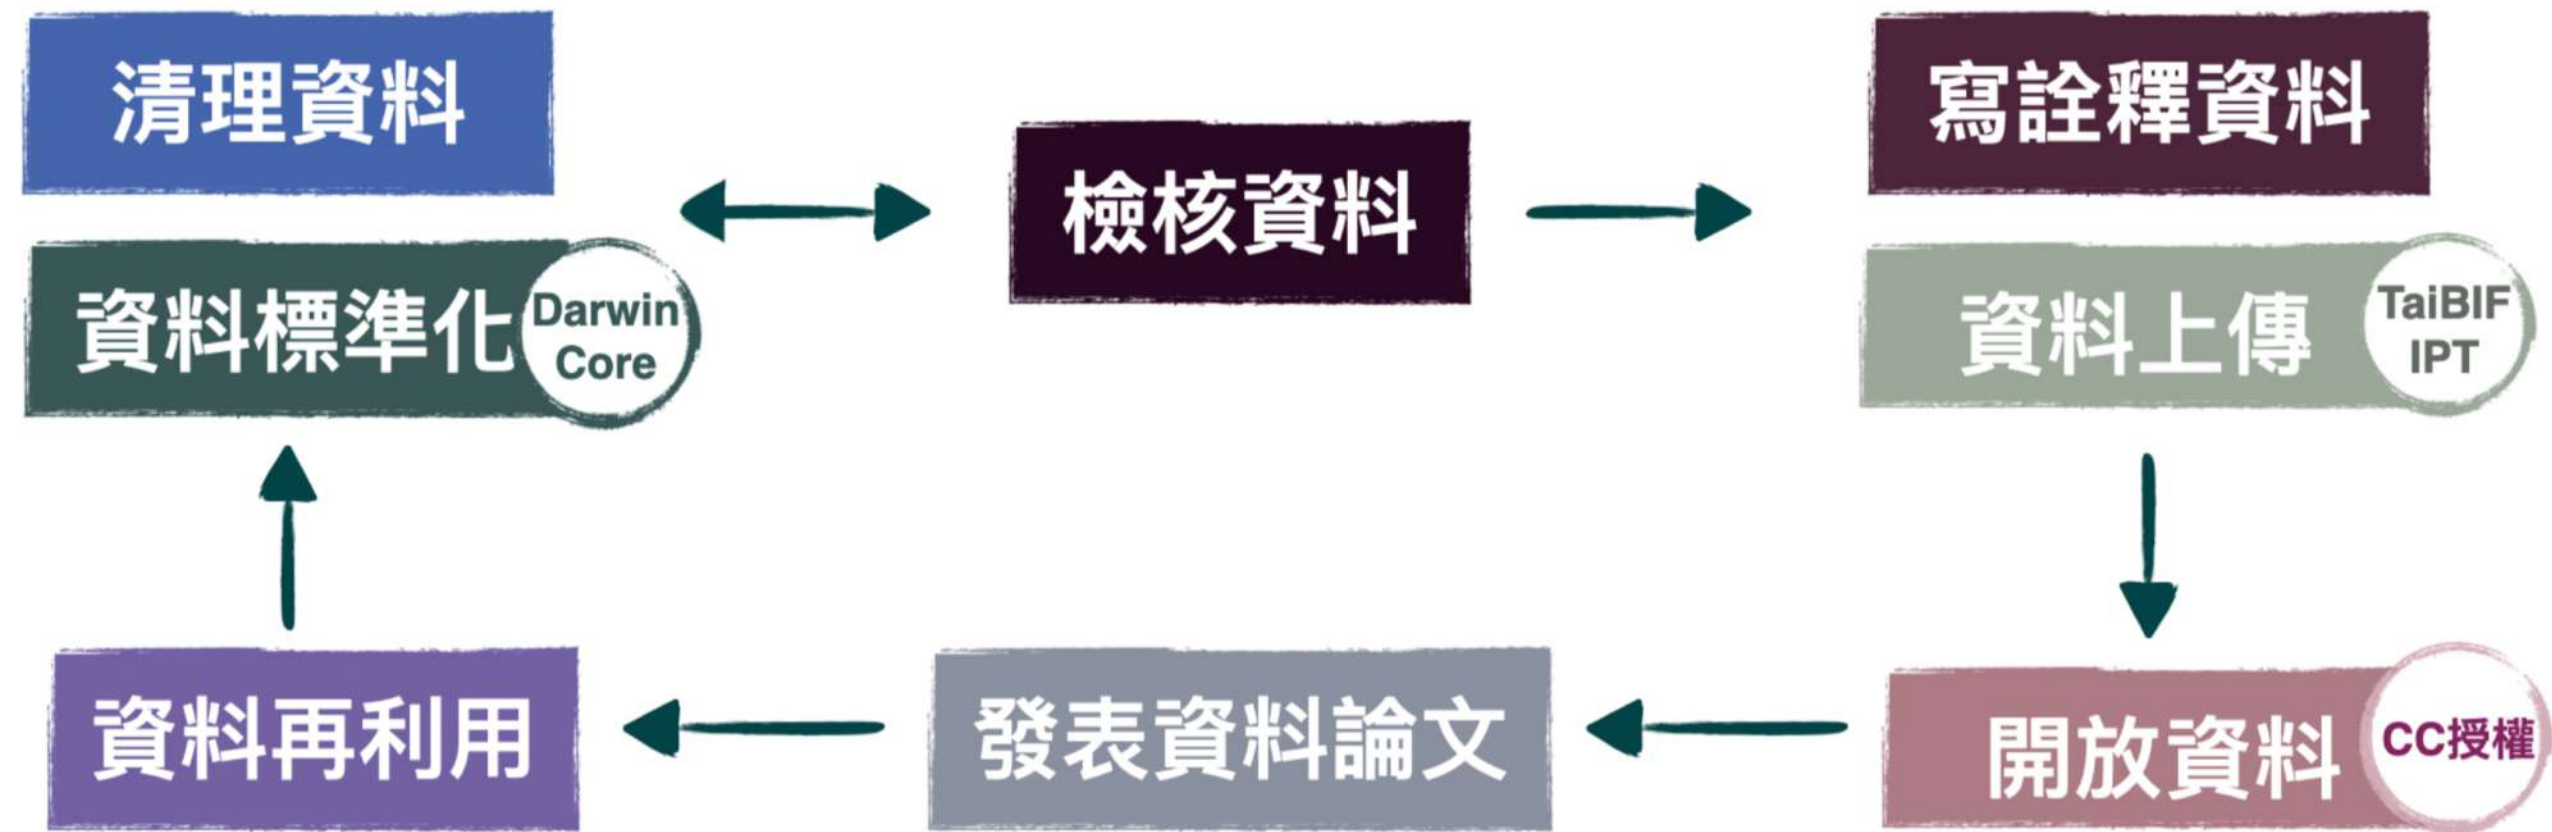 清理資料
資料標準化
Darwin
Core
檢核資料
寫詮釋資料
資料上傳
TaiBIF
IPT
開放資料
CC授權
發表資料論文
資料再利用